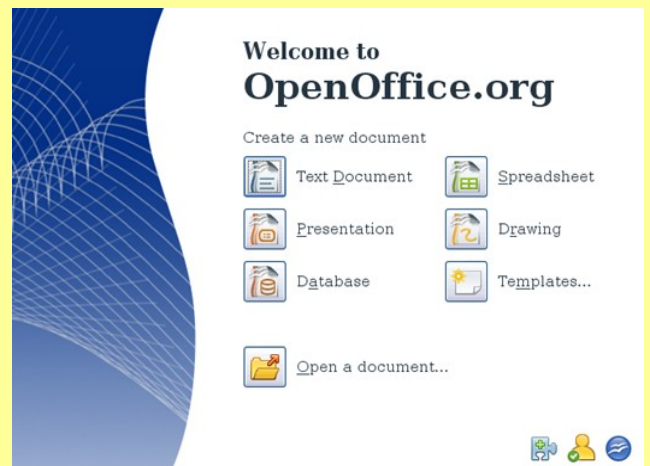 Welcome to
OpenOffice.org
Create a new document
Text Document
Spreadsheet
Presentation
Drawing
Database
Templates...
Open a document...